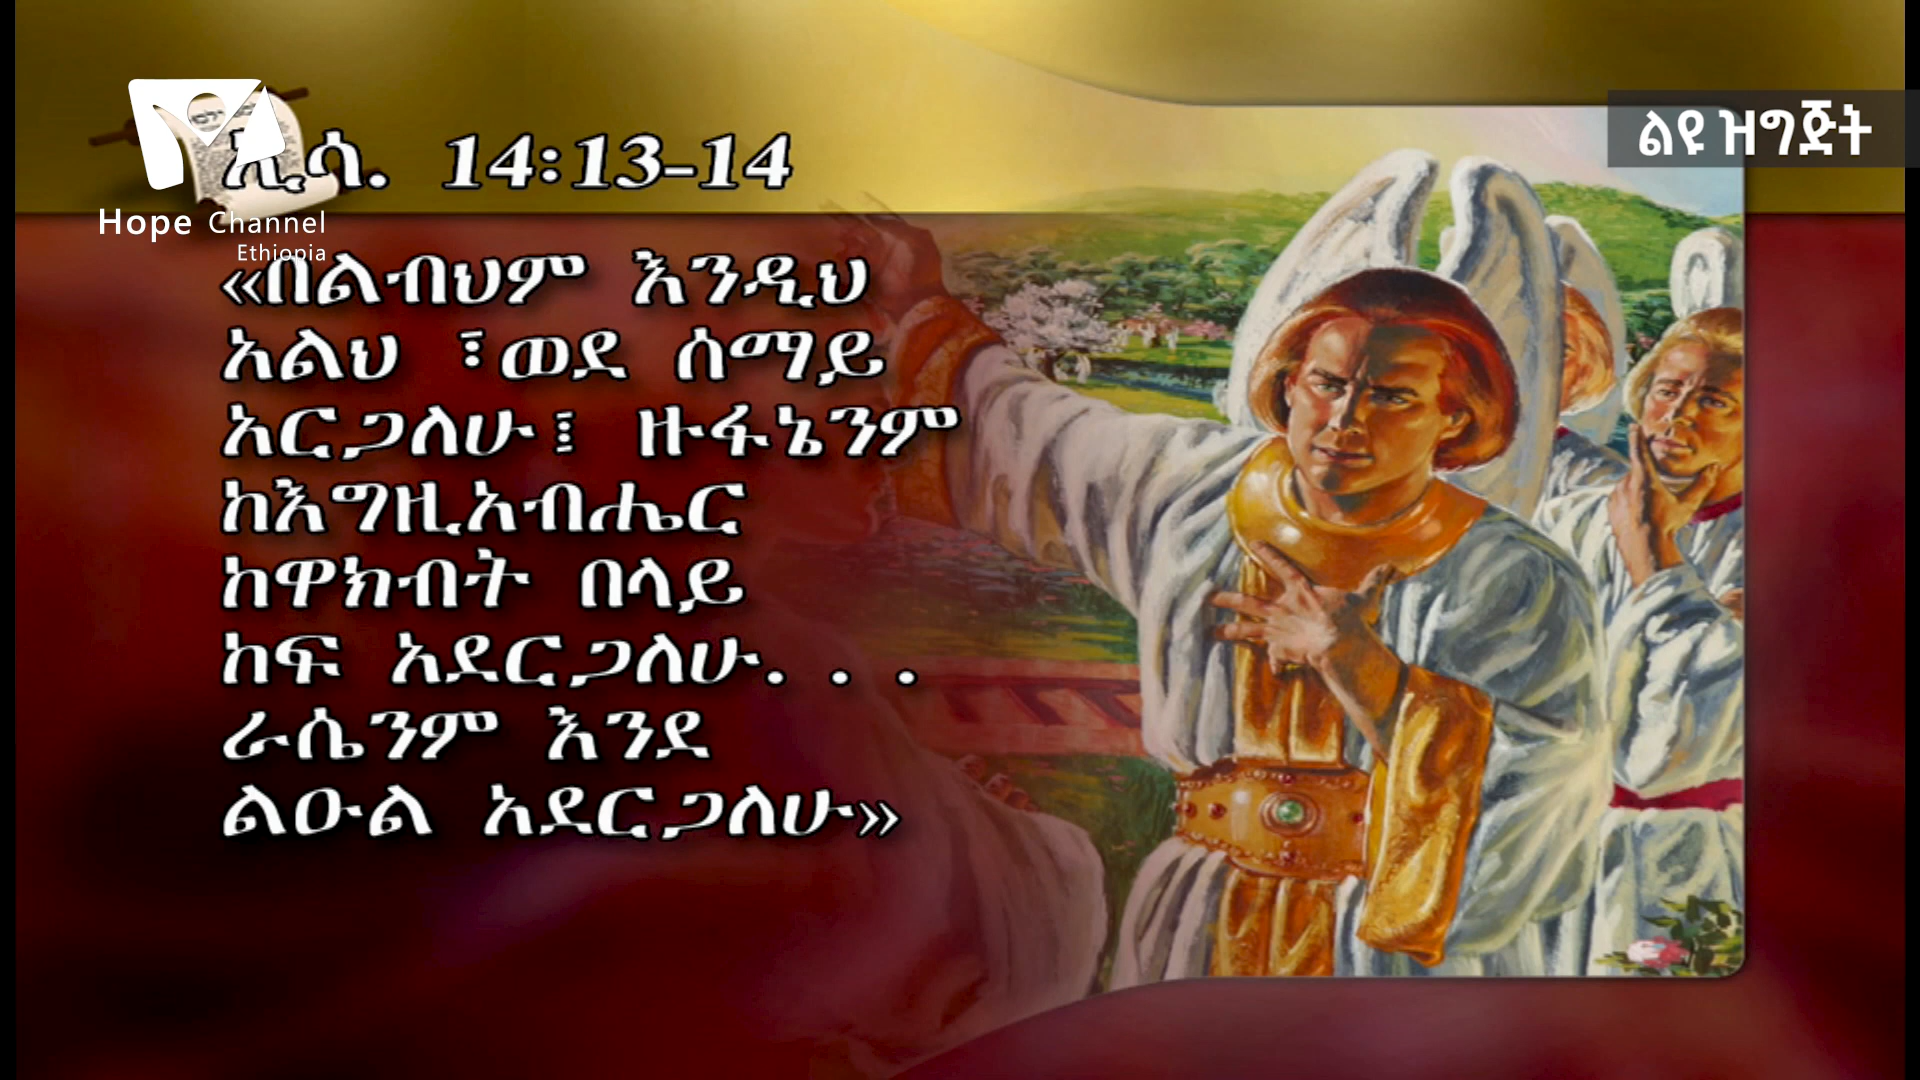 ልዩ ዝግጅት
ኢሳ. 14፡13-14
Hope Channel
Ethiopia
«በልብህም እንዲህ
አልህ ፣ወደ ሰማይ
አርጋለሁ፤ ዙፋኔንም
ከእግዚአብሔር
ከዋክብት በላይ
ከፍ አደርጋለሁ. . .
ራሴንም እንደ
ልዑል አደርጋለሁ»